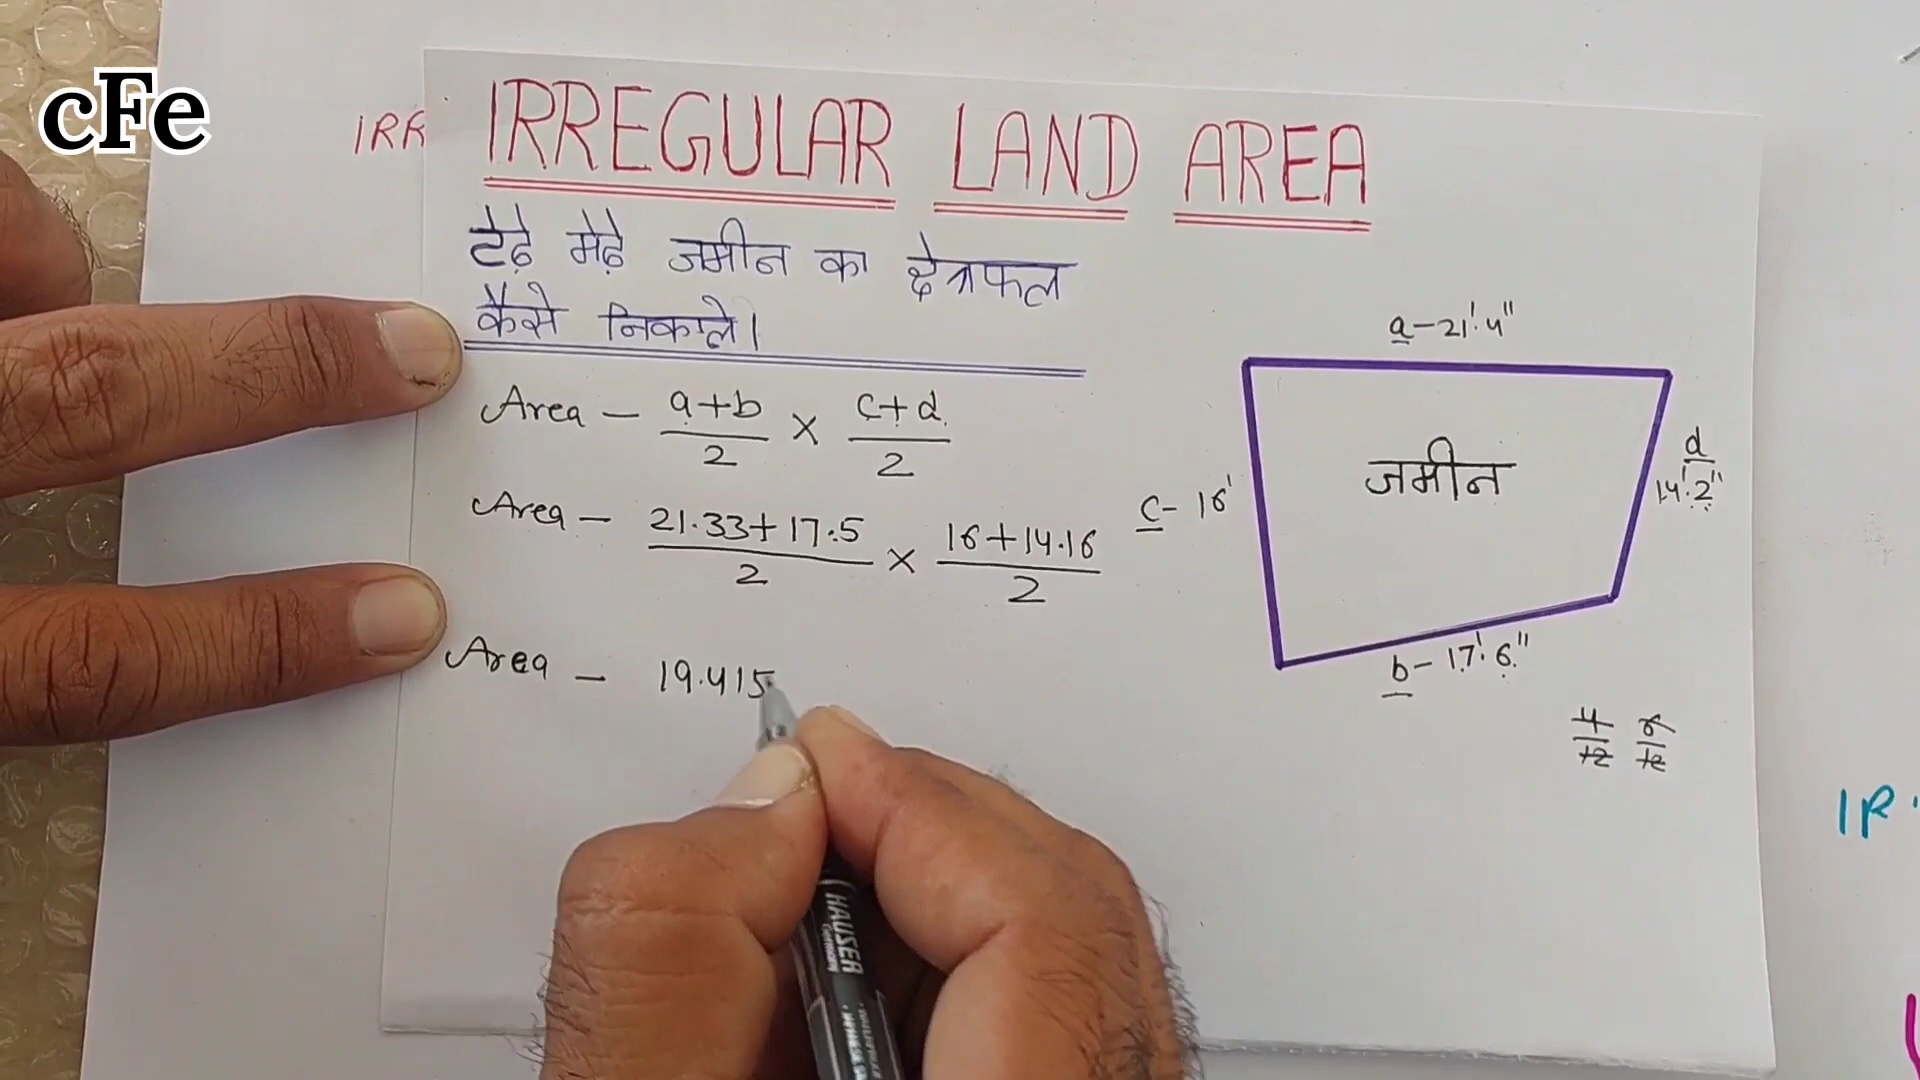 cFe
IRR
IRREGULAR LAND AREA
टेढ़े मेढ़े जमीन का क्षेत्रफल
कैसे निकाले।
Area - a+b/2 × c+d/2
Area - 21.33+17.5/2 × 16+14.16/2
Area - 19.415
a-21'.4"
जमीन
d
14'.2"
c- 16'
b-17'.6"
4/12 6/12
IR
HAUSER
Germany